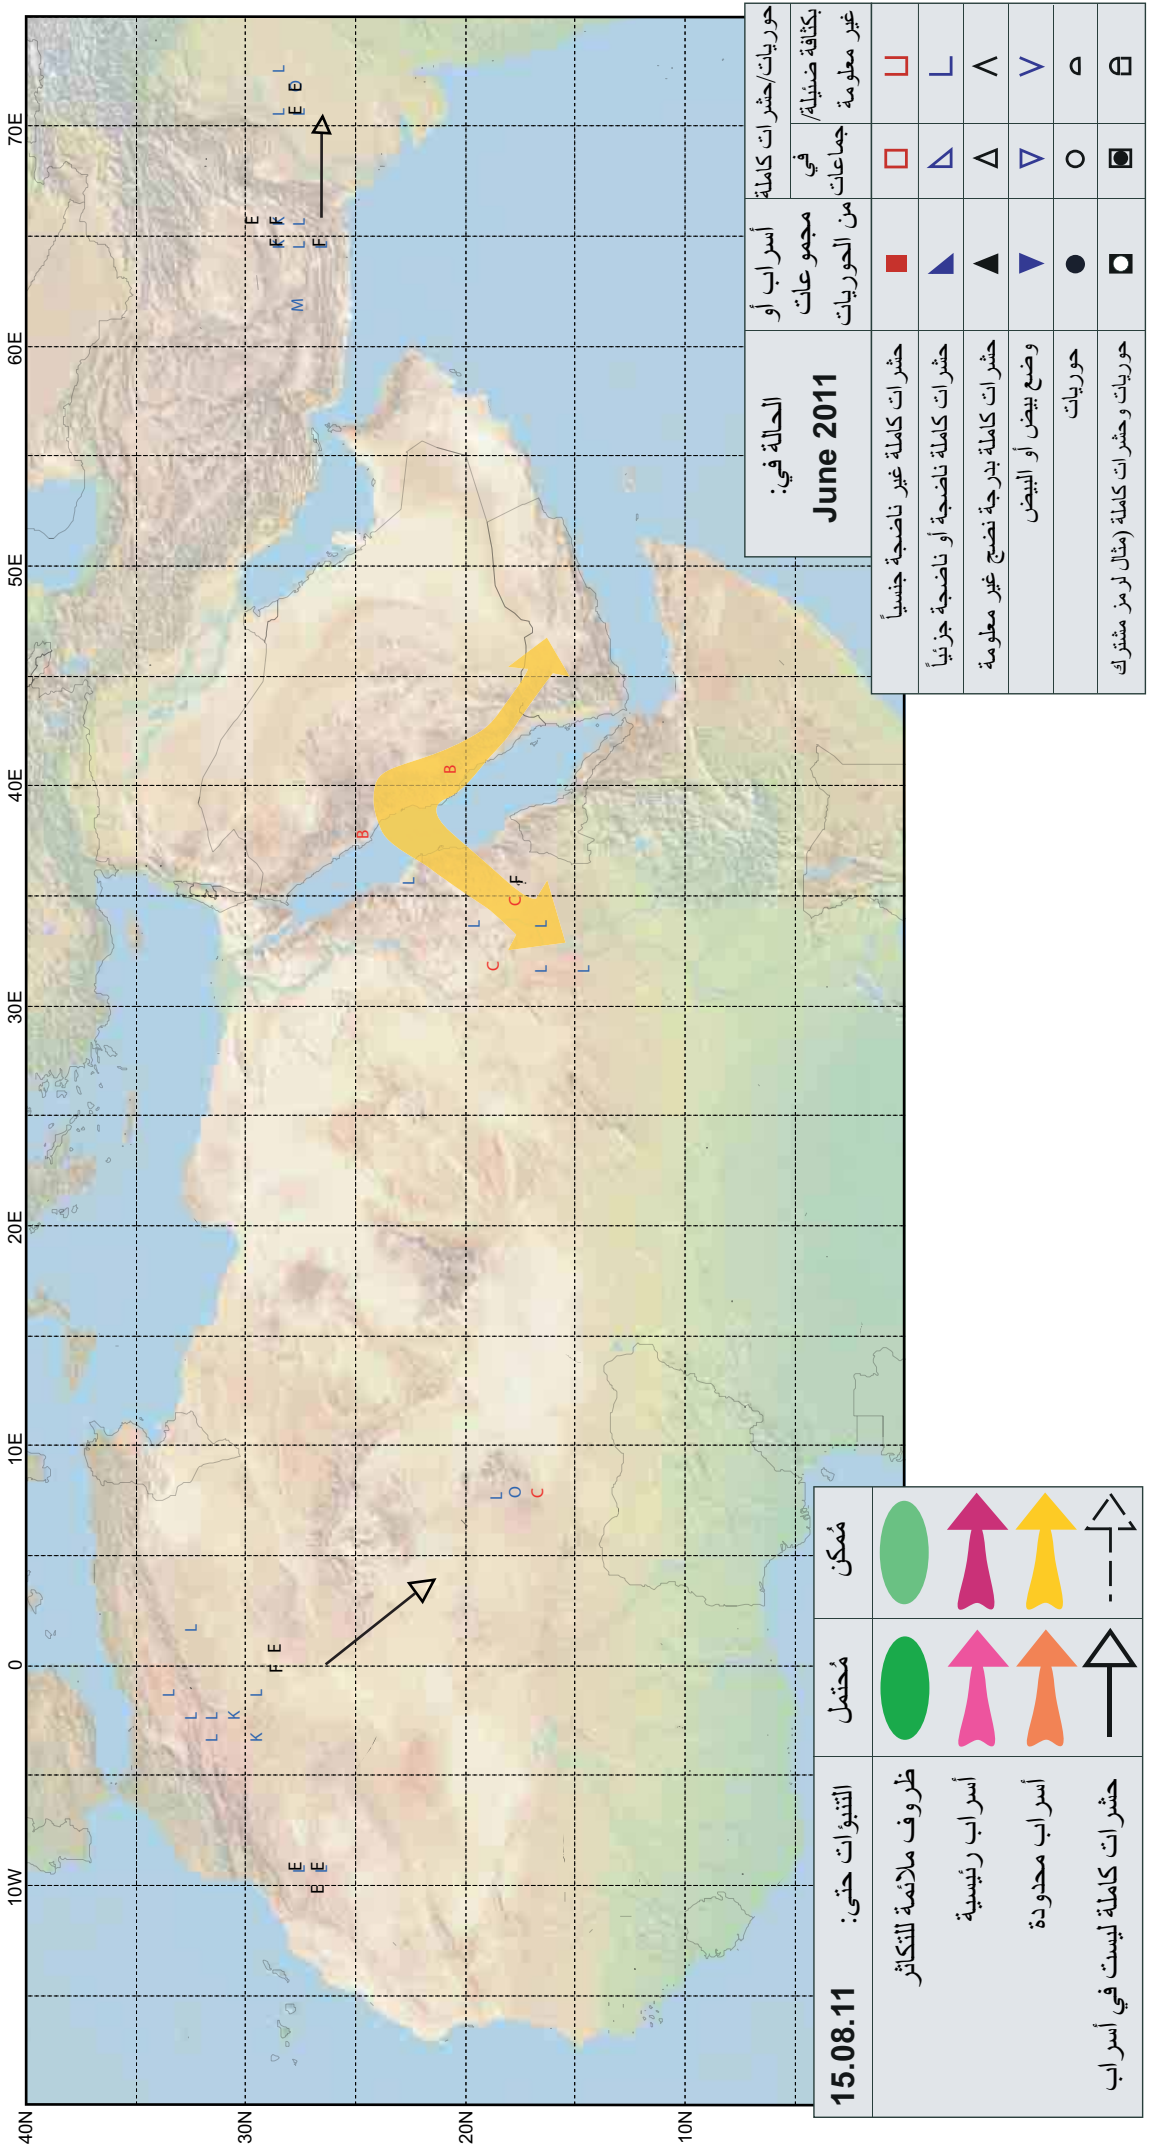 40N
30N
20N
10N
10W
0
10E
20E
30E
40E
50E
60E
70E
L
L
L
L
L
L
K
L
K
F
E
E
E
E
B
L
O
C
B
B
L
L
F
C
L
C
L
L
M
E
F
K
L
F
K
L
F
L
E
L
D
L
التنبؤات حتى:
15.08.11
مُحتمل
مُمكن
ظروف ملائمة للتكاثر
أسراب رئيسية
أسراب محدودة
حشرات كاملة ليست في أسراب
الحالة في:
June 2011
أسراب أو
مجموعات
من الحوريات
حوريات/حشرات كاملة
في
جماعات
بكثافة ضئيلة/
غير معلومة
حشرات كاملة غير ناضجة جنسياً
حشرات كاملة ناضجة أو ناضجة جزئياً
حشرات كاملة بدرجة نضج غير معلومة
وضع بيض أو البيض
حوريات
حوريات وحشرات كاملة (مثال لرمز مشترك